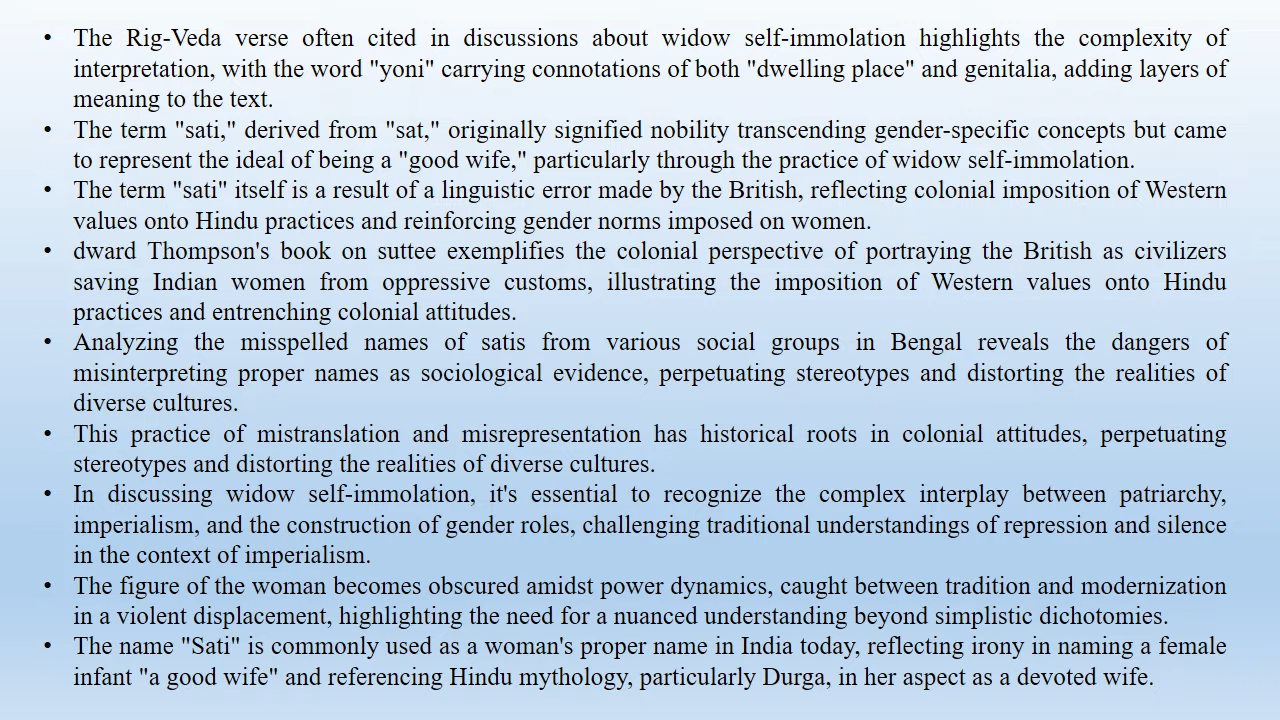 • The Rig-Veda verse often cited in discussions about widow self-immolation highlights the complexity of
interpretation, with the word "yoni" carrying connotations of both "dwelling place" and genitalia, adding layers of
meaning to the text.
• The term "sati," derived from "sat," originally signified nobility transcending gender-specific concepts but came
to represent the ideal of being a "good wife," particularly through the practice of widow self-immolation.
• The term "sati" itself is a result of a linguistic error made by the British, reflecting colonial imposition of Western
values onto Hindu practices and reinforcing gender norms imposed on women.
• dward Thompson's book on suttee exemplifies the colonial perspective of portraying the British as civilizers
saving Indian women from oppressive customs, illustrating the imposition of Western values onto Hindu
practices and entrenching colonial attitudes.
• Analyzing the misspelled names of satis from various social groups in Bengal reveals the dangers of
misinterpreting proper names as sociological evidence, perpetuating stereotypes and distorting the realities of
diverse cultures.
• This practice of mistranslation and misrepresentation has historical roots in colonial attitudes, perpetuating
stereotypes and distorting the realities of diverse cultures.
• In discussing widow self-immolation, it's essential to recognize the complex interplay between patriarchy,
imperialism, and the construction of gender roles, challenging traditional understandings of repression and silence
in the context of imperialism.
• The figure of the woman becomes obscured amidst power dynamics, caught between tradition and modernization
in a violent displacement, highlighting the need for a nuanced understanding beyond simplistic dichotomies.
• The name "Sati" is commonly used as a woman's proper name in India today, reflecting irony in naming a female
infant "a good wife" and referencing Hindu mythology, particularly Durga, in her aspect as a devoted wife.